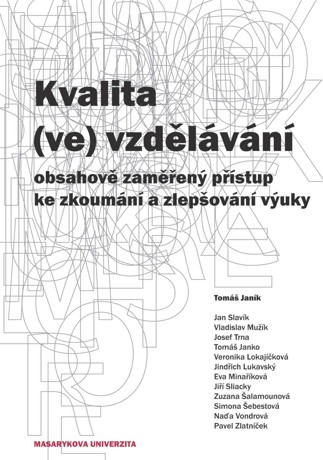 Kvalita
(ve) vzdělávání
obsahově zaměřený přístup
ke zkoumání a zlepšování výuky
Tomáš Janík
Jan Slavík
Vladislav Mužík
Josef Trna
Tomáš Janko
Veronika Lokajíčková
Jindřich Lukavský
Eva Minaříková
Jiří Sliacky
Zuzana Šalamounová
Simona Šebestová
Naďa Vondrová
Pavel Zlatníček
MASARYKOVA UNIVERZITA